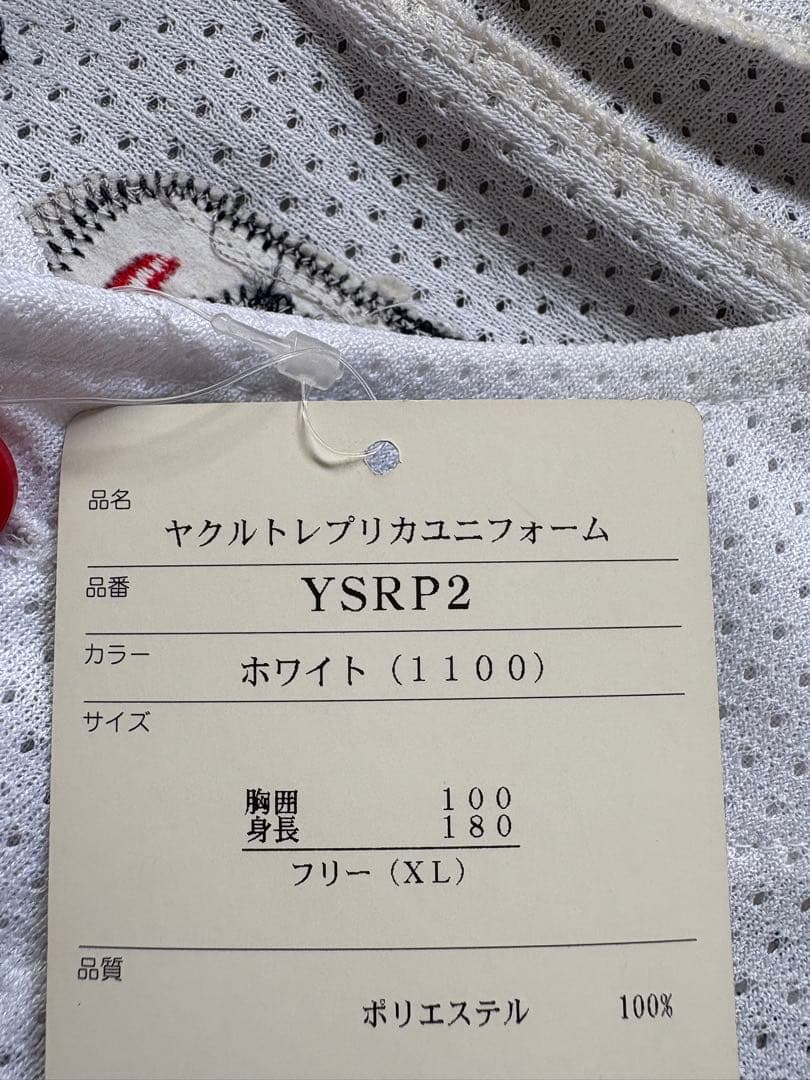 品名
ヤクルトレプリカユニフォーム
品番
YSRP2
カラー
ホワイト（1100）
サイズ
胸囲 100
身長 180
フリー（XL）
品質
ポリエステル 100%